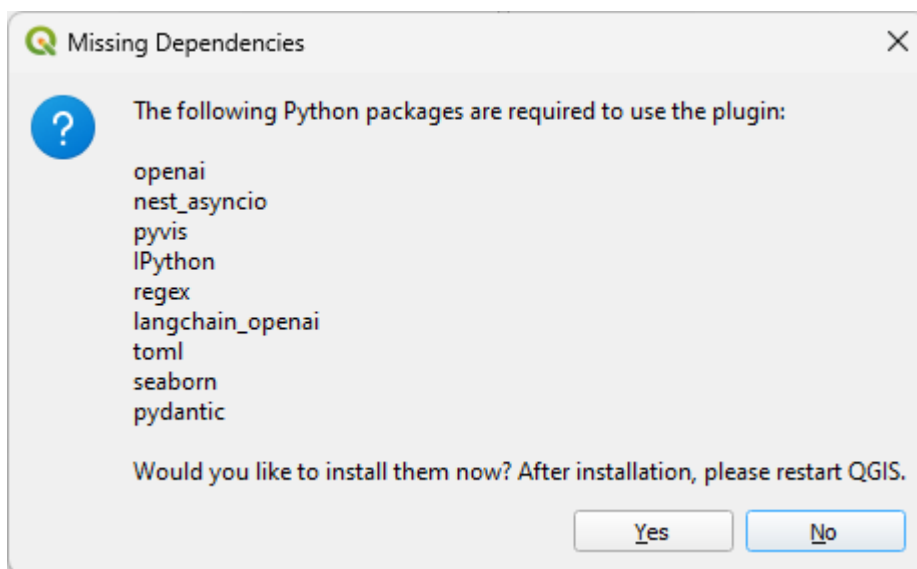 Missing Dependencies
The following Python packages are required to use the plugin:
openai
nest_asyncio
pyvis
IPython
regex
langchain_openai
toml
seaborn
pydantic
Would you like to install them now? After installation, please restart QGIS.
Yes
No